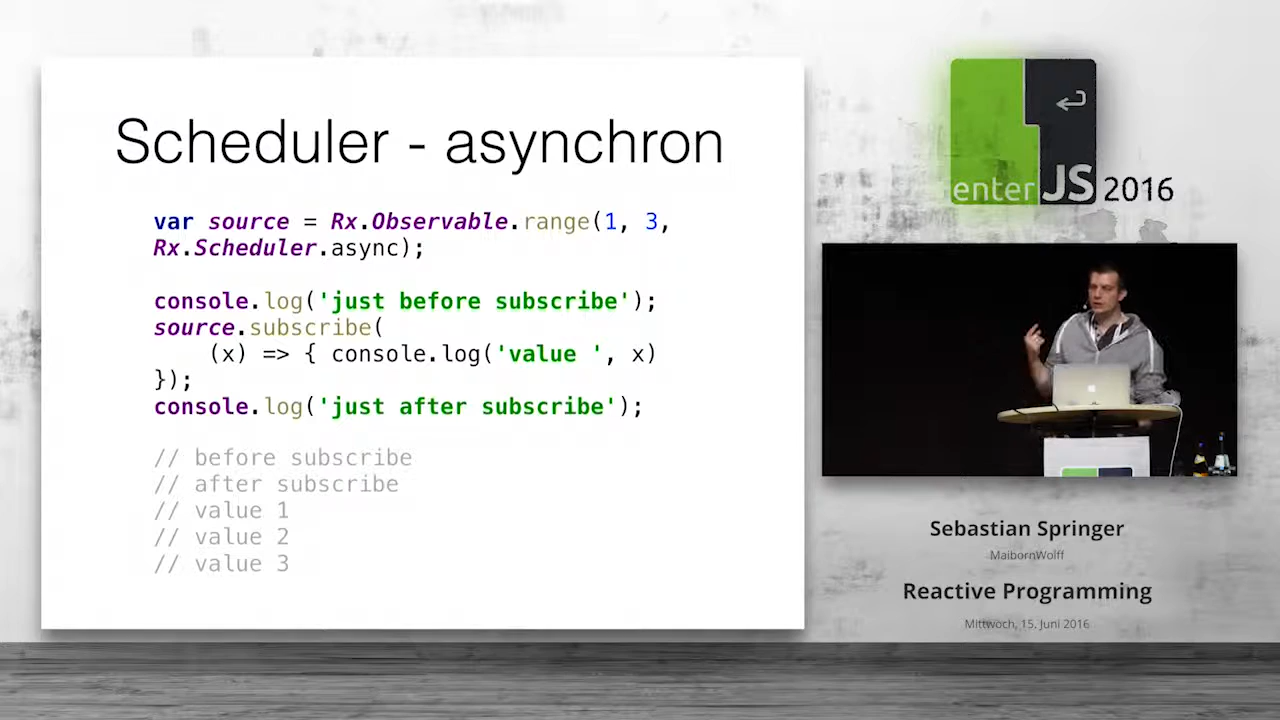 Scheduler - asynchron
var source = Rx.Observable.range(1, 3,
Rx.Scheduler.async);
console.log('just before subscribe');
source.subscribe(
(x) => { console.log('value ', x)
});
console.log('just after subscribe');
// before subscribe
// after subscribe
// value 1
// value 2
// value 3
enterJS 2016
Sebastian Springer
MaibornWolff
Reactive Programming
Mittwoch, 15. Juni 2016